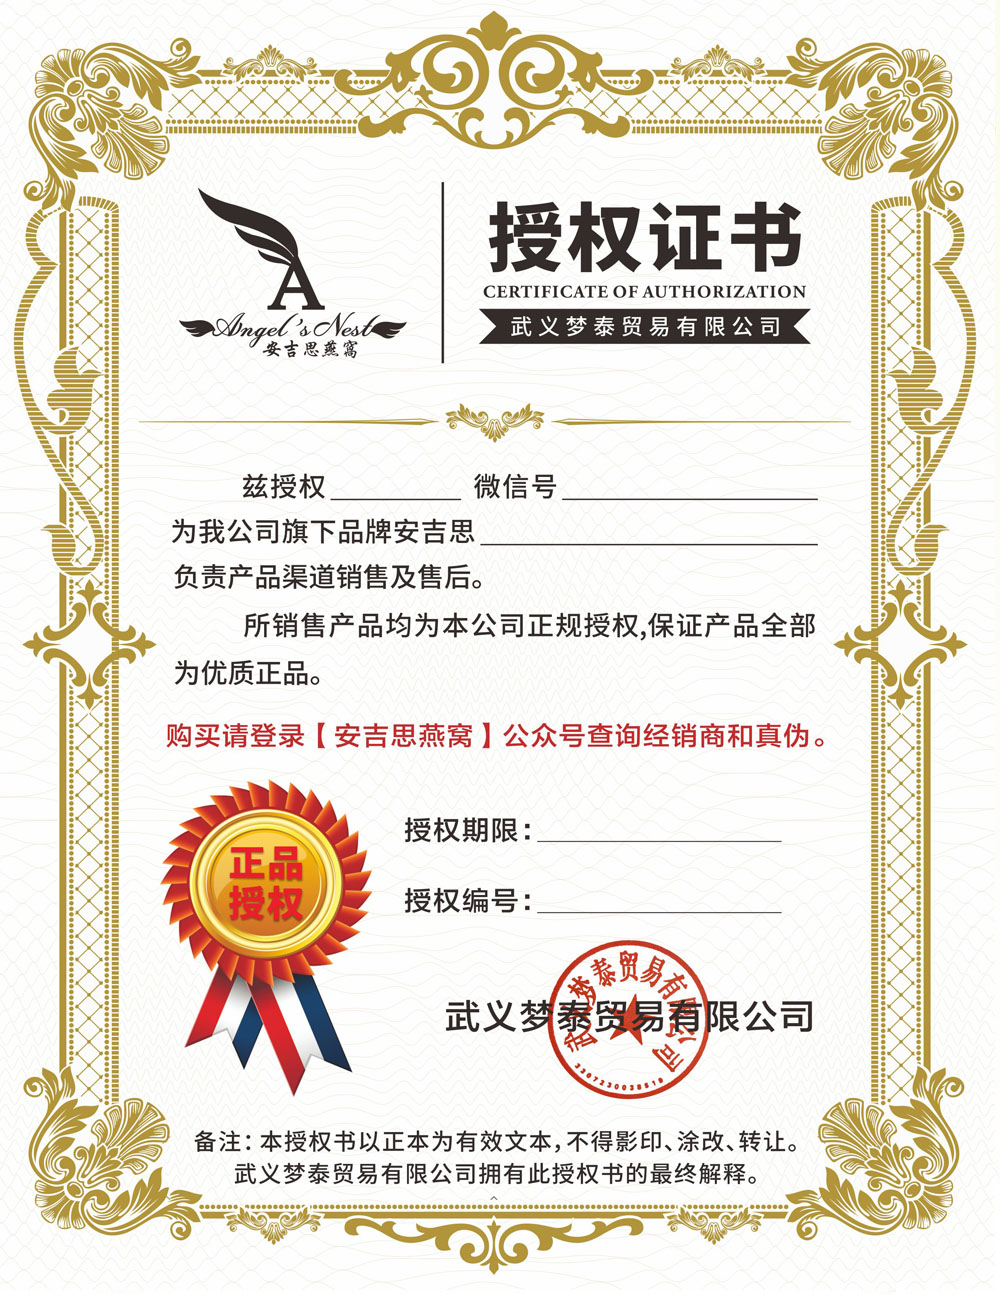 A
Angel's Nest
安吉思燕窩
授权证书
CERTIFICATE OF AUTHORIZATION
武义梦泰贸易有限公司
兹授权 微信号
为我公司旗下品牌安吉思
负责产品渠道销售及售后。
所销售产品均为本公司正规授权,保证产品全部
为优质正品。
购买请登录【安吉思燕窝】公众号查询经销商和真伪。
正品
授权
授权期限:
授权编号:
武义梦泰贸易有限公司
武义梦泰贸易有限公司
3307230038519
备注:本授权书以正本为有效文本,不得影印、涂改、转让。
武义梦泰贸易有限公司拥有此授权书的最终解释。